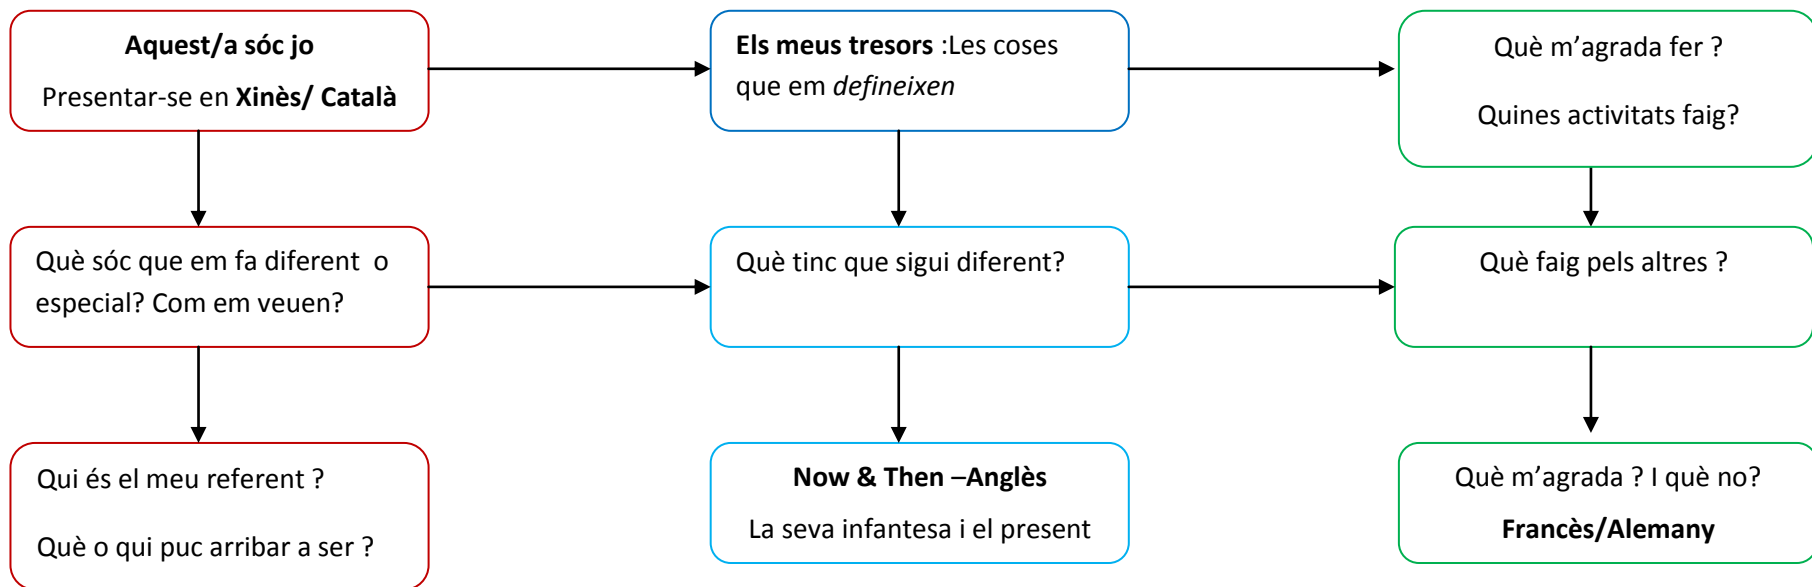 Aquest/a sóc jo
Presentar-se en Xinès/ Català
Els meus tresors :Les coses
que em defineixen
Què m’agrada fer ?
Quines activitats faig?
Què sóc que em fa diferent o
especial? Com em veuen?
Què tinc que sigui diferent?
Què faig pels altres ?
Qui és el meu referent ?
Què o qui puc arribar a ser ?
Now & Then –Anglès
La seva infantesa i el present
Què m’agrada ? I què no?
Francès/Alemany